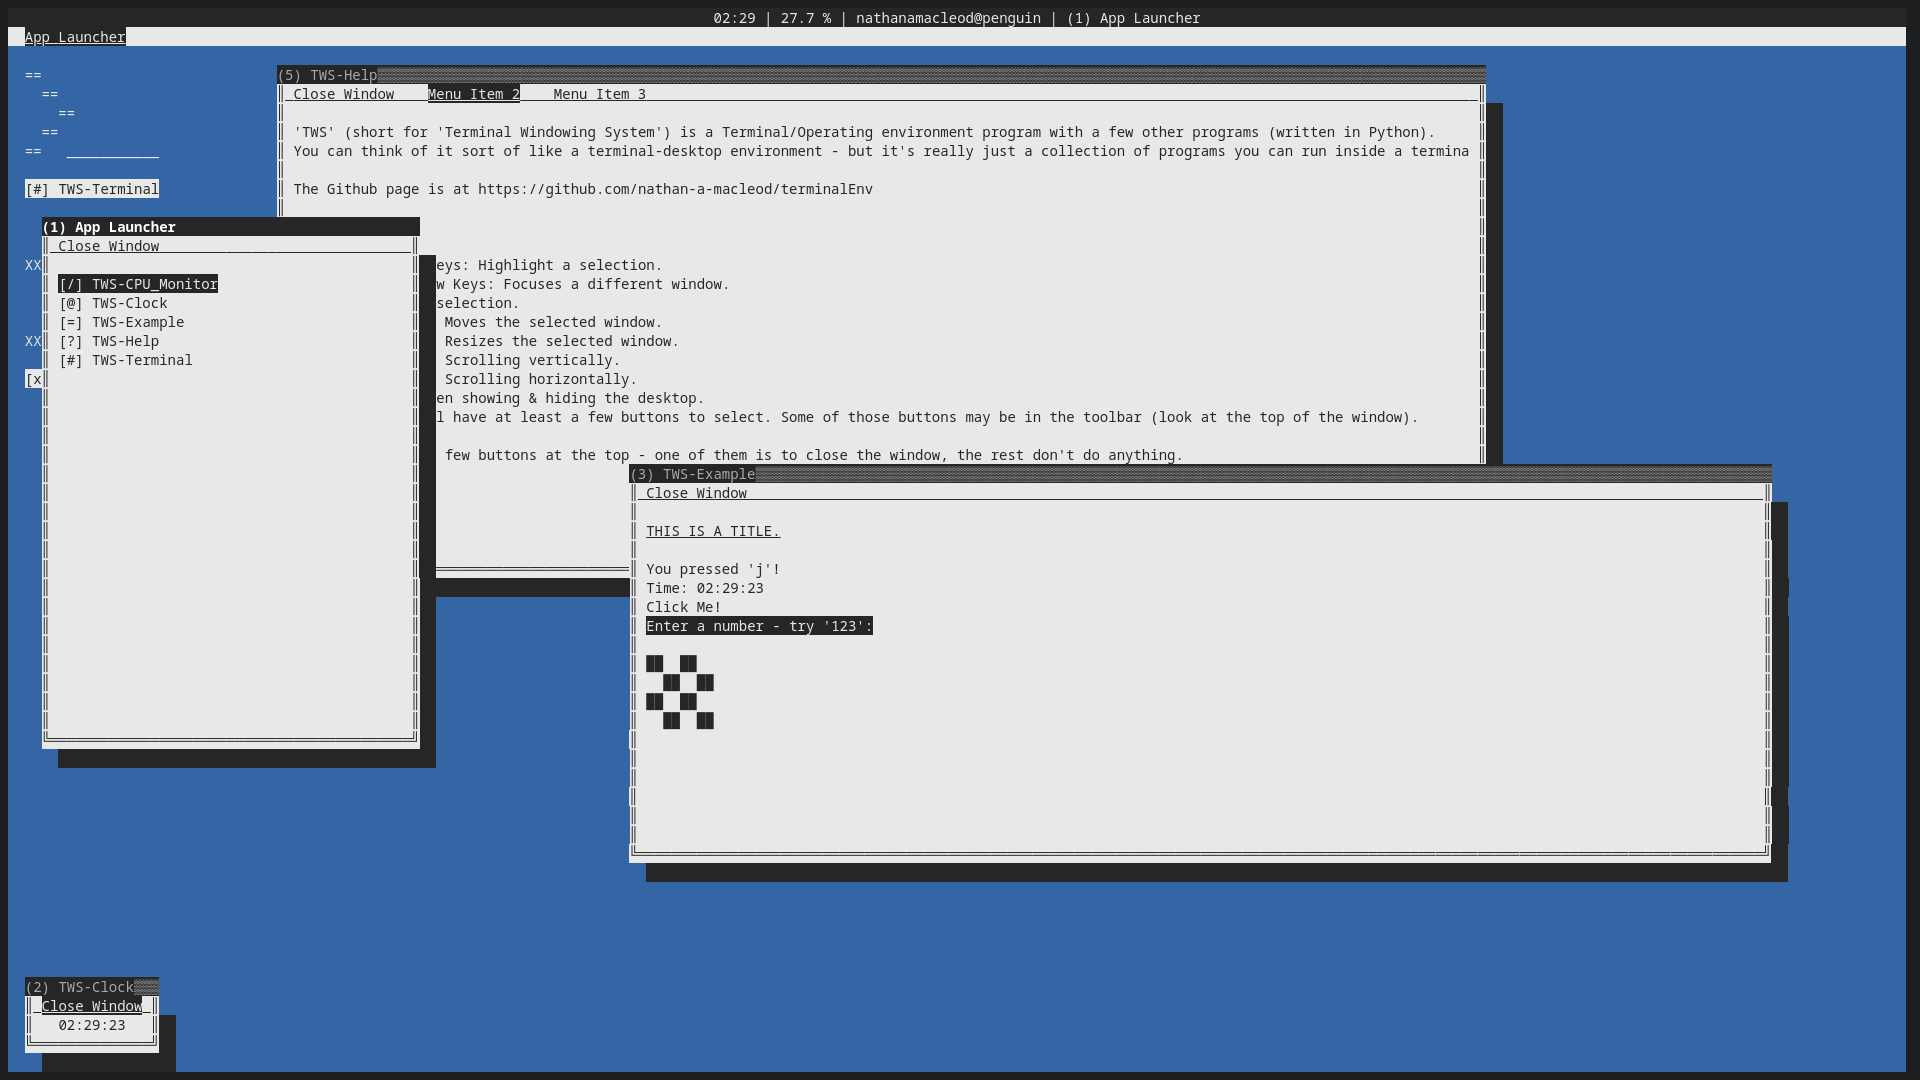 02:29 | 27.7 % | nathanamacleod@penguin | (1) App Launcher
App Launcher
==
==
==
==
== ___________
[#] TWS-Terminal
XX
XX
[x
(5) TWS-Help
Close Window Menu Item 2 Menu Item 3
'TWS' (short for 'Terminal Windowing System') is a Terminal/Operating environment program with a few other programs (written in Python).
You can think of it sort of like a terminal-desktop environment - but it's really just a collection of programs you can run inside a termina
The Github page is at https://github.com/nathan-a-macleod/terminalEnv
eys: Highlight a selection.
w Keys: Focuses a different window.
selection.
Moves the selected window.
Resizes the selected window.
Scrolling vertically.
Scrolling horizontally.
en showing & hiding the desktop.
l have at least a few buttons to select. Some of those buttons may be in the toolbar (look at the top of the window).
few buttons at the top - one of them is to close the window, the rest don't do anything.
(1) App Launcher
Close Window
[/] TWS-CPU_Monitor
[@] TWS-Clock
[=] TWS-Example
[?] TWS-Help
[#] TWS-Terminal
(3) TWS-Example
Close Window
THIS IS A TITLE.
You pressed 'j'!
Time: 02:29:23
Click Me!
Enter a number - try '123':
(2) TWS-Clock
Close Window
02:29:23